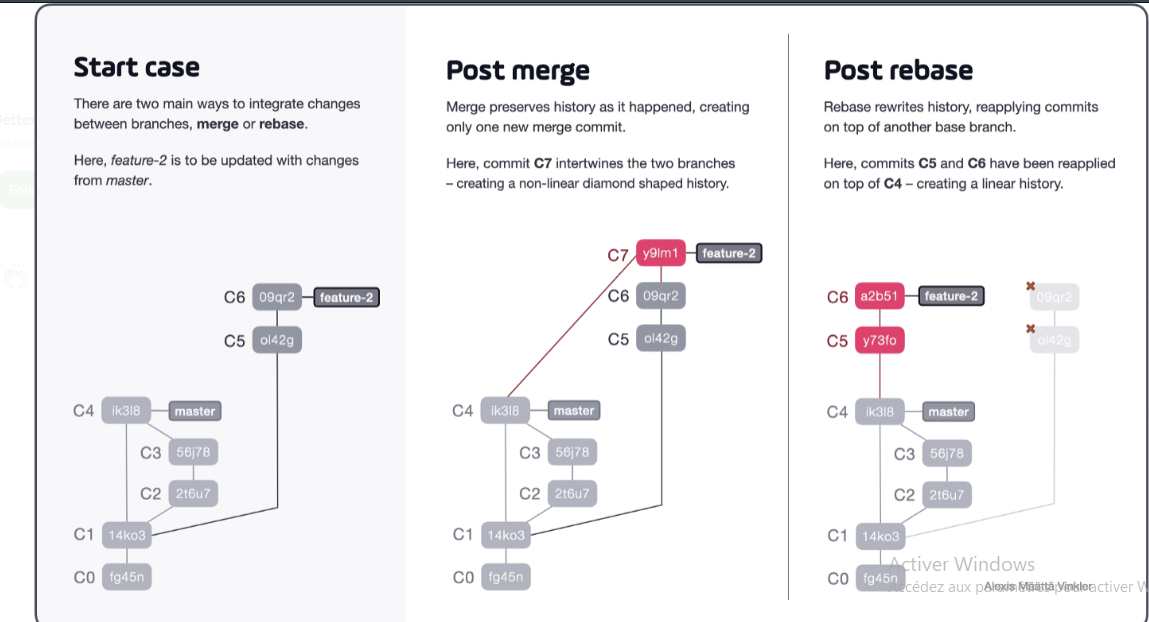 Start case
There are two main ways to integrate changes
between branches, merge or rebase.
Here, feature-2 is to be updated with changes
from master.
C6 09qr2 feature-2
C5 ol42g
C4 ik3l8 master
C3 56j78
C2 2t6u7
C1 14ko3
C0 fg45n
Post merge
Merge preserves history as it happened, creating
only one new merge commit.
Here, commit C7 intertwines the two branches
– creating a non-linear diamond shaped history.
C7 y9lm1 feature-2
C6 09qr2
C5 ol42g
C4 ik3l8 master
C3 56j78
C2 2t6u7
C1 14ko3
C0 fg45n
Post rebase
Rebase rewrites history, reapplying commits
on top of another base branch.
Here, commits C5 and C6 have been reapplied
on top of C4 – creating a linear history.
C6 a2b51 feature-2 09qr2
C5 y73fo ol42g
C4 ik3l8 master
C3 56j78
C2 2t6u7
C1 14ko3
C0 fg45n
Activer Windows
Accédez aux paramètres pour activer W
Alexis Määttä Vinkler